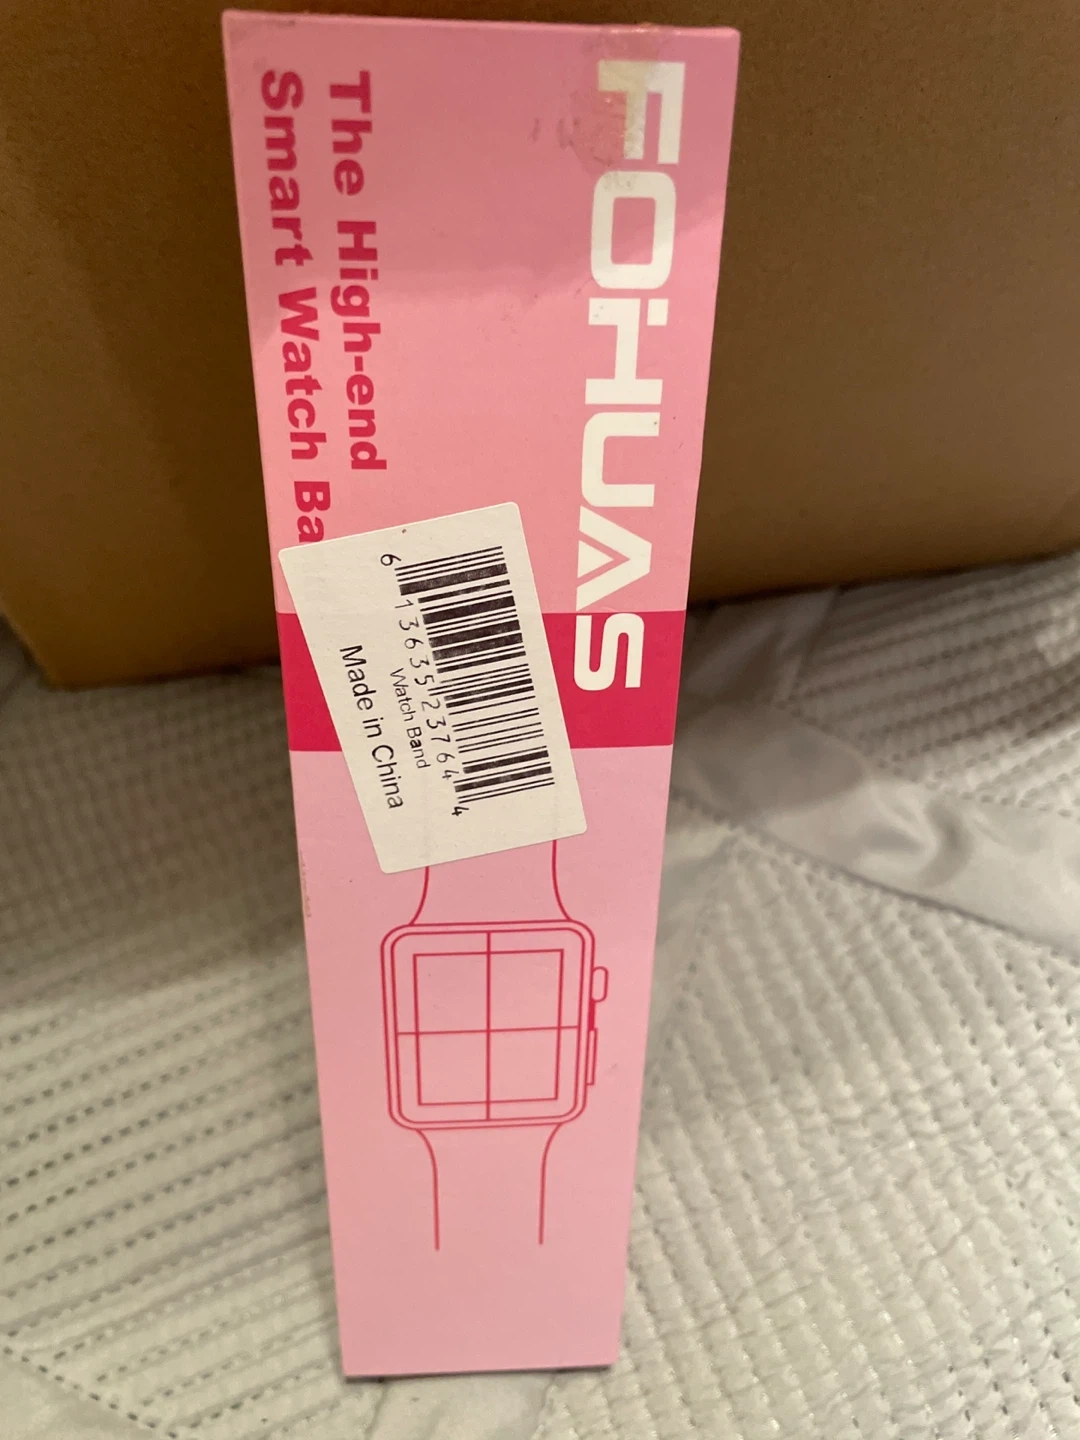 FOHUAS
The High-end
Smart Watch Ba
6 13635 23764 4
Watch Band
Made in China